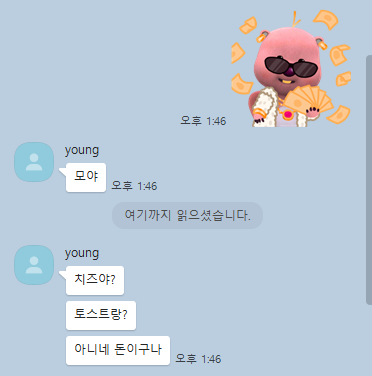 오후 1:46
young
모야
오후 1:46
여기까지 읽으셨습니다.
young
치즈야?
토스트랑?
아니네 돈이구나
오후 1:46